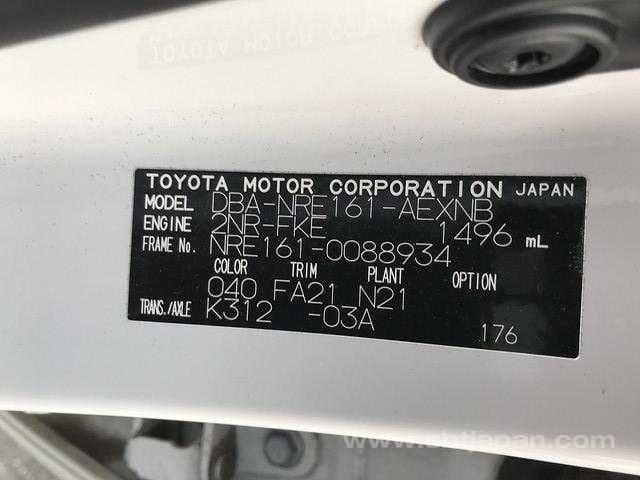 TOYOTA MOTOR CORPORATION JAPAN
MODEL DBA-NRE161-AEXNB
ENGINE 2NR-FKE 1496 mL
FRAME No. NRE161-0088934
COLOR TRIM PLANT OPTION
040 FA21 N21
TRANS./AXLE K312 -03A
176
www.sbtjapan.com